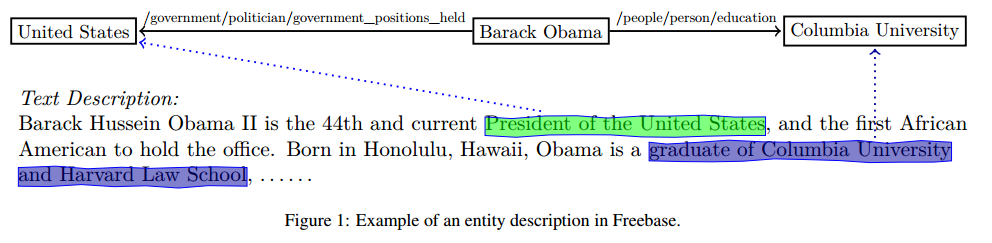 /government/politician/government_positions_held /people/person/education
United States Barack Obama Columbia University
Text Description:
Barack Hussein Obama II is the 44th and current President of the United States, and the first African
American to hold the office. Born in Honolulu, Hawaii, Obama is a graduate of Columbia University
and Harvard Law School, ......
Figure 1: Example of an entity description in Freebase.